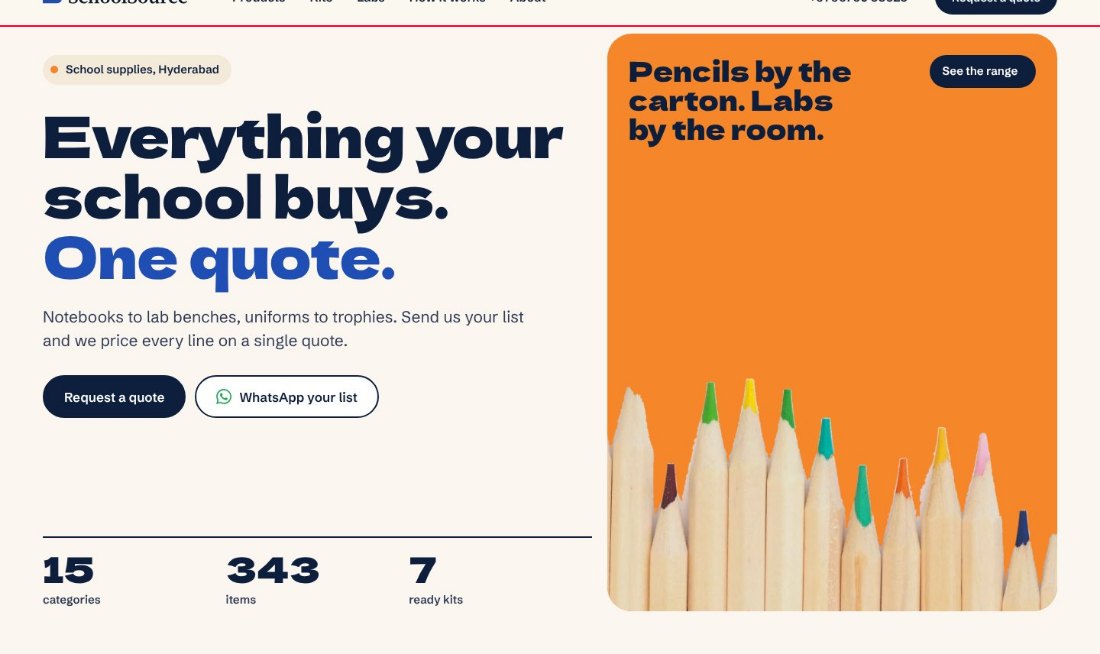 School supplies, Hyderabad
Everything your
school buys.
One quote.
Notebooks to lab benches, uniforms to trophies. Send us your list
and we price every line on a single quote.
Request a quote
WhatsApp your list
15
categories
343
items
7
ready kits
Pencils by the
carton. Labs
by the room.
See the range